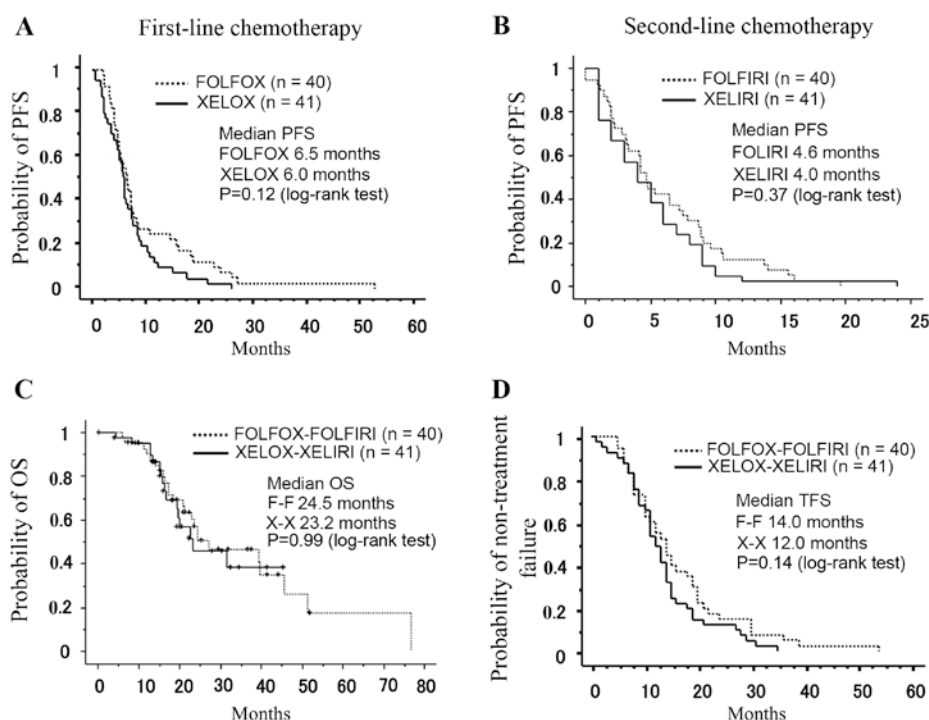 A
First-line chemotherapy
Probability of PFS
1
0.8
0.6
0.4
0.2
0
FOLFOX (n = 40)
XELOX (n = 41)
Median PFS
FOLFOX 6.5 months
XELOX 6.0 months
P=0.12 (log-rank test)
0 10 20 30 40 50 60
Months
B
Second-line chemotherapy
Probability of PFS
1
0.8
0.6
0.4
0.2
0
FOLFIRI (n = 40)
XELIRI (n = 41)
Median PFS
FOLIRI 4.6 months
XELIRI 4.0 months
P=0.37 (log-rank test)
0 5 10 15 20 25
Months
C
Probability of OS
1
0.8
0.6
0.4
0.2
0
FOLFOX-FOLFIRI (n = 40)
XELOX-XELIRI (n = 41)
Median OS
F-F 24.5 months
X-X 23.2 months
P=0.99 (log-rank test)
0 10 20 30 40 50 60 70 80
Months
D
Probability of non-treatment
failure
1
0.8
0.6
0.4
0.2
0
FOLFOX-FOLFIRI (n = 40)
XELOX-XELIRI (n = 41)
Median TFS
F-F 14.0 months
X-X 12.0 months
P=0.14 (log-rank test)
0 10 20 30 40 50 60
Months